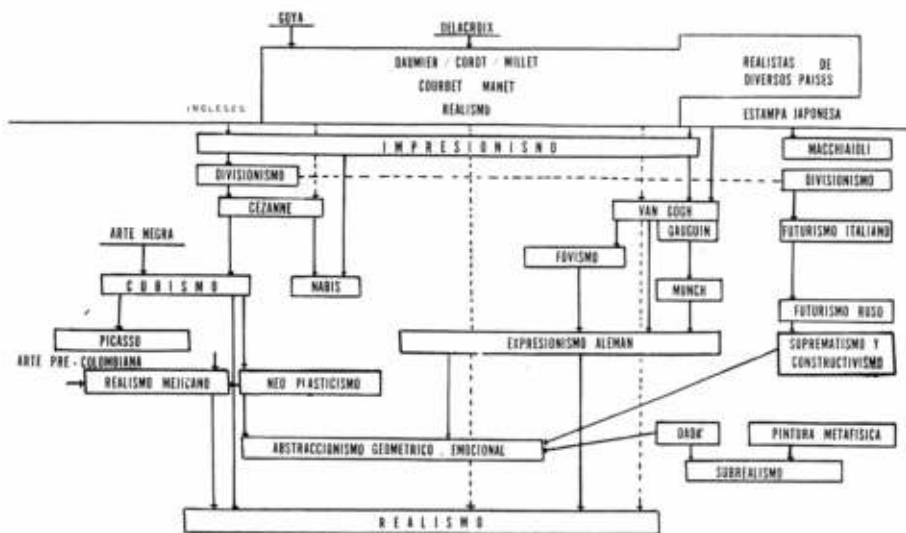 GOYA
DELACROIX
DAUMIER / COROT / MILLET
COURBET MANET
REALISMO
REALISTAS DE
DIVERSOS PAISES
INGLESES
ESTAMPA JAPONESA
IMPRESIONISNO
MACCHIAIOLI
DIVISIONISMO
DIVISIONISMO
CEZANNE
VAN GOGH
GAUGUIN
FUTURISMO ITALIANO
ARTE NEGRA
FOVISMO
CUBISMO
NABIS
MUNCH
FUTURISMO RUSO
PICASSO
EXPRESIONISMO ALEMAN
SUPREMATISMO Y
CONSTRUCTIVISMO
ARTE PRE-COLOMBIANA
REALISMO MEJICANO
NEO PLASTICISMO
ABSTRACCIONISMO GEOMETRICO . EMOCIONAL
DADA'
PINTURA METAFISICA
SUBREALISMO
REALISMO